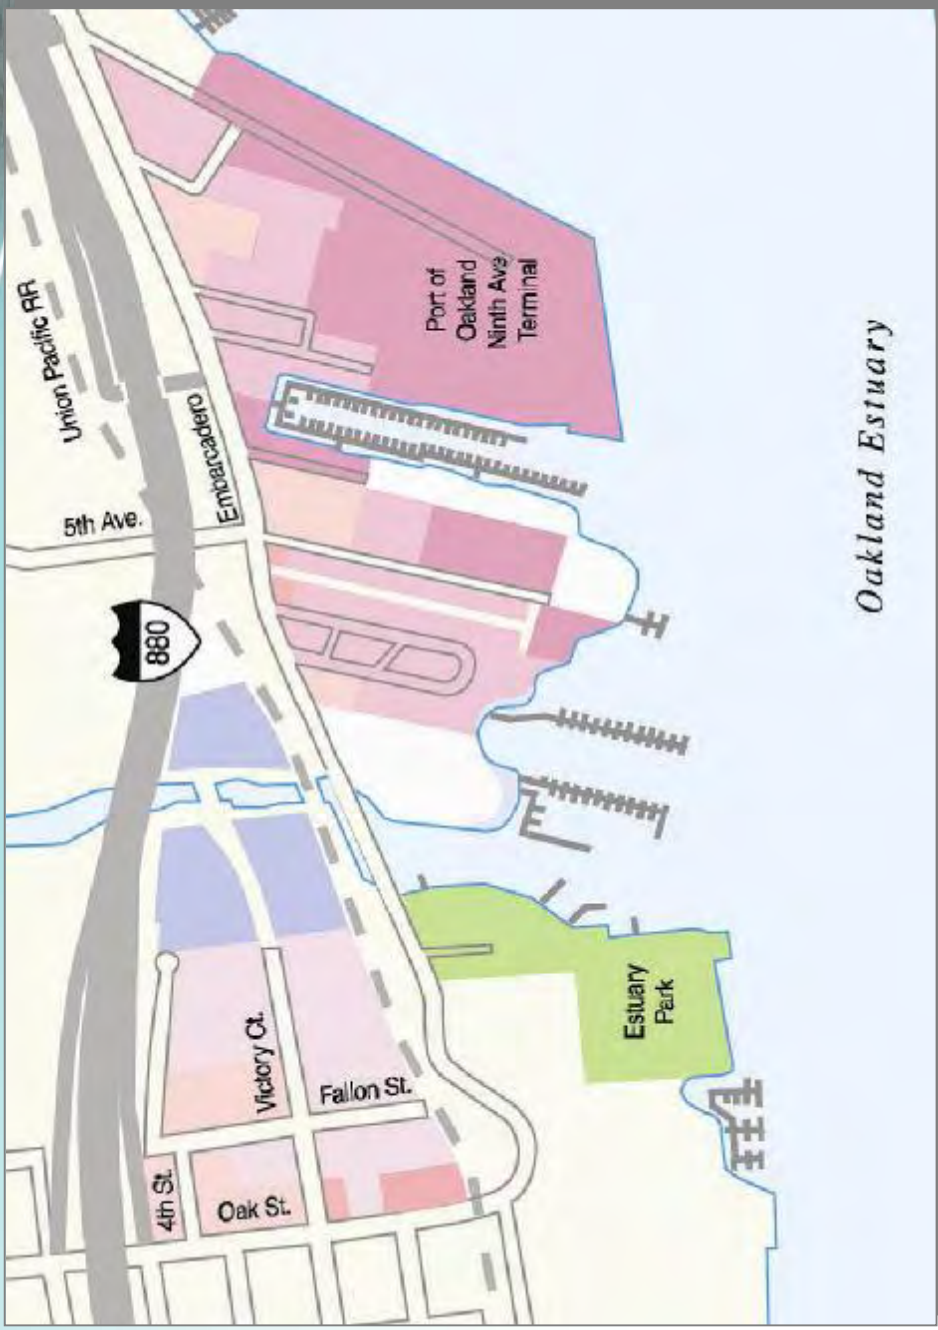 Union Pacific RR
Embarcadero
5th Ave.
880
Port of
Oakland
Ninth Ave
Terminal
Oakland Estuary
Estuary
Park
Victory Ct.
Fallon St.
4th St.
Oak St.